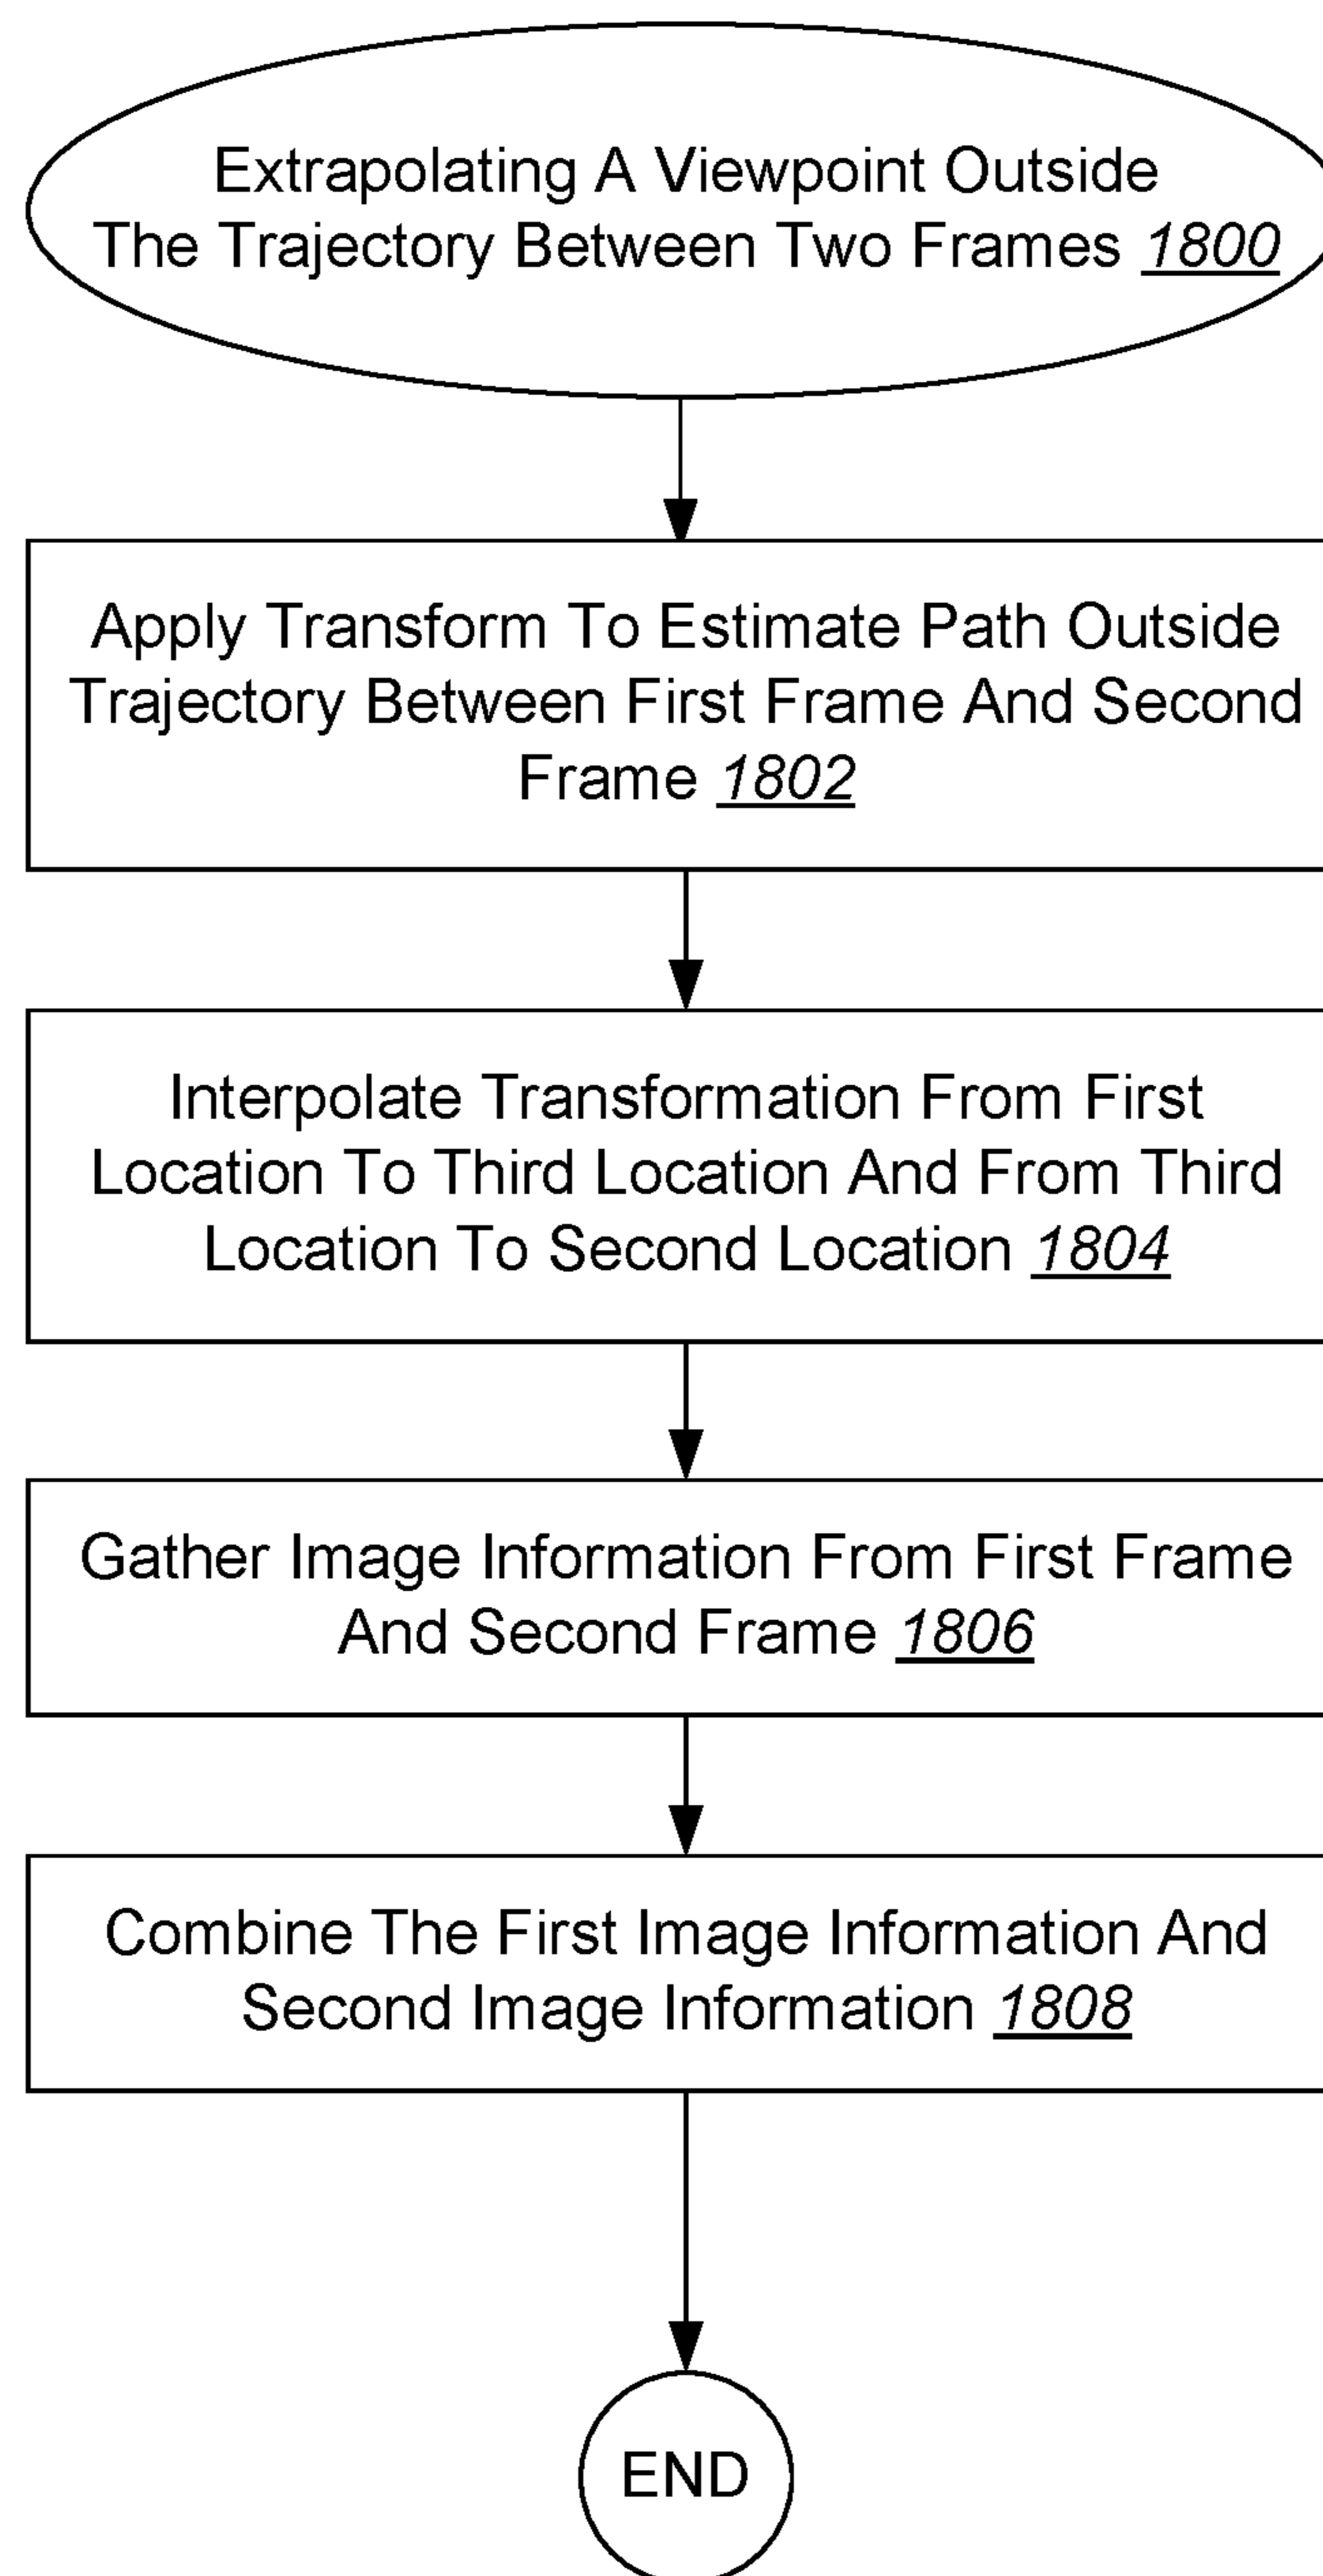 Extrapolating A Viewpoint Outside
The Trajectory Between Two Frames 1800
Apply Transform To Estimate Path Outside
Trajectory Between First Frame And Second
Frame 1802
Interpolate Transformation From First
Location To Third Location And From Third
Location To Second Location 1804
Gather Image Information From First Frame
And Second Frame 1806
Combine The First Image Information And
Second Image Information 1808
END